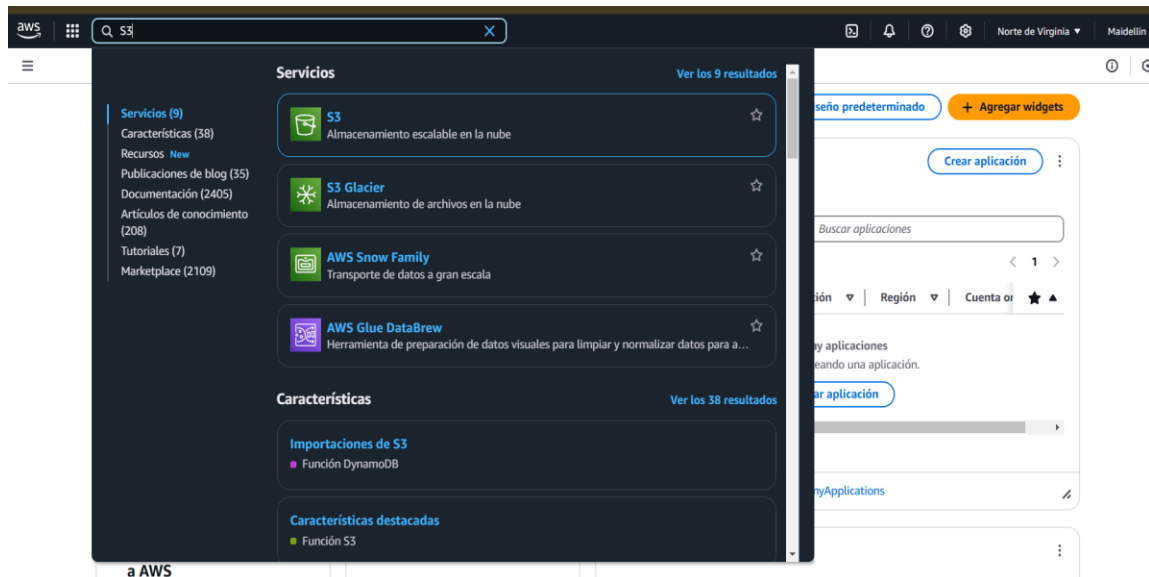 aws
S3
Norte de Virginia
Maidellin
Servicios
Ver los 9 resultados
Servicios (9)
Características (38)
Recursos New
Publicaciones de blog (35)
Documentación (2405)
Artículos de conocimiento
(208)
Tutoriales (7)
Marketplace (2109)
S3
Almacenamiento escalable en la nube
S3 Glacier
Almacenamiento de archivos en la nube
AWS Snow Family
Transporte de datos a gran escala
AWS Glue DataBrew
Herramienta de preparación de datos visuales para limpiar y normalizar datos para a...
Características
Ver los 38 resultados
Importaciones de S3
Función DynamoDB
Características destacadas
Función S3
seño predeterminado
+ Agregar widgets
Crear aplicación
Buscar aplicaciones
1
ión
Región
Cuenta or
ay aplicaciones
eando una aplicación.
ar aplicación
myApplications
a AWS